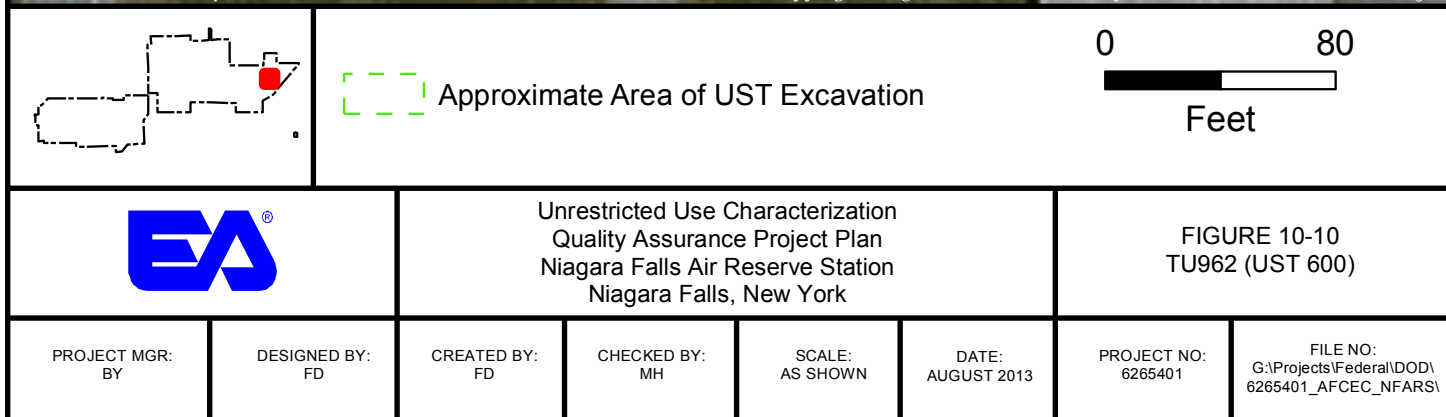 0 80
Feet
Approximate Area of UST Excavation
EA®
Unrestricted Use Characterization
Quality Assurance Project Plan
Niagara Falls Air Reserve Station
Niagara Falls, New York
FIGURE 10-10
TU962 (UST 600)
PROJECT MGR:
BY
DESIGNED BY:
FD
CREATED BY:
FD
CHECKED BY:
MH
SCALE:
AS SHOWN
DATE:
AUGUST 2013
PROJECT NO:
6265401
FILE NO:
G:\Projects\Federal\DOD\
6265401_AFCEC_NFARS\